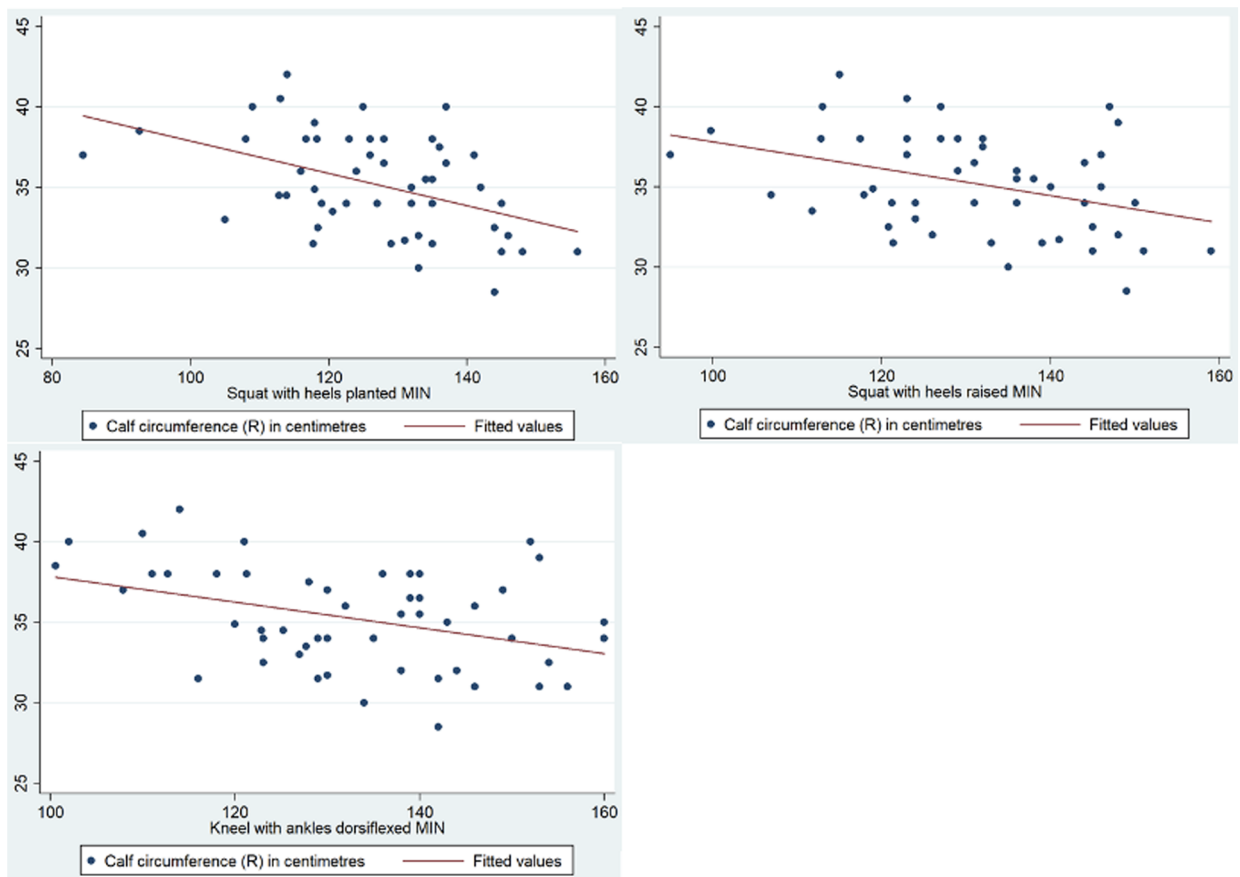 45
40
35
30
25
80 100 120 140 160
Squat with heels planted MIN
Calf circumference (R) in centimetres Fitted values
45
40
35
30
25
100 120 140 160
Squat with heels raised MIN
Calf circumference (R) in centimetres Fitted values
45
40
35
30
25
100 120 140 160
Kneel with ankles dorsiflexed MIN
Calf circumference (R) in centimetres Fitted values